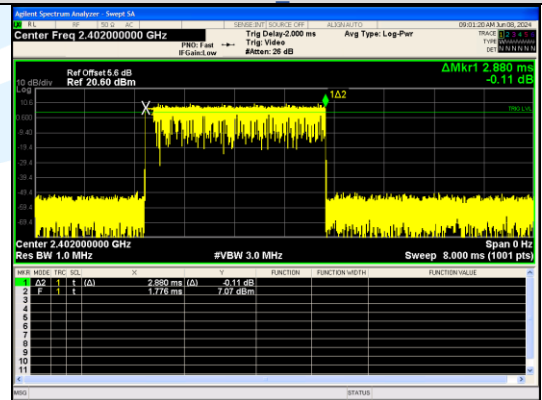 Agilent Spectrum Analyzer - Swept SA
RL RF 50 Ω AC SENSE:INT SOURCE OFF ALIGNAUTO 09:01:20 AM Jun 08, 2024
Center Freq 2.402000000 GHz Trig Delay-2.000 ms Avg Type: Log-Pwr TRACE 1 2 3 4 5 6
PNO: Fast Trig: Video TYPE
IFGain:Low #Atten: 26 dB DET N N N N N N
ΔMkr1 2.880 ms
Ref Offset 5.6 dB
10 dB/div Ref 20.60 dBm -0.11 dB
Log
1Δ2
10.6
X
TRIG LVL
0.600
-9.40
-19.4
-29.4
-39.4
-49.4
-59.4
-69.4
Center 2.402000000 GHz Span 0 Hz
Res BW 1.0 MHz #VBW 3.0 MHz Sweep 8.000 ms (1001 pts)
MKR MODE TRC SCL X Y FUNCTION FUNCTION WIDTH FUNCTION VALUE
1 Δ2 1 t (Δ) 2.880 ms (Δ) -0.11 dB
2 F 1 t 1.776 ms 7.07 dBm
3
4
5
6
7
8
9
10
11
MSG STATUS